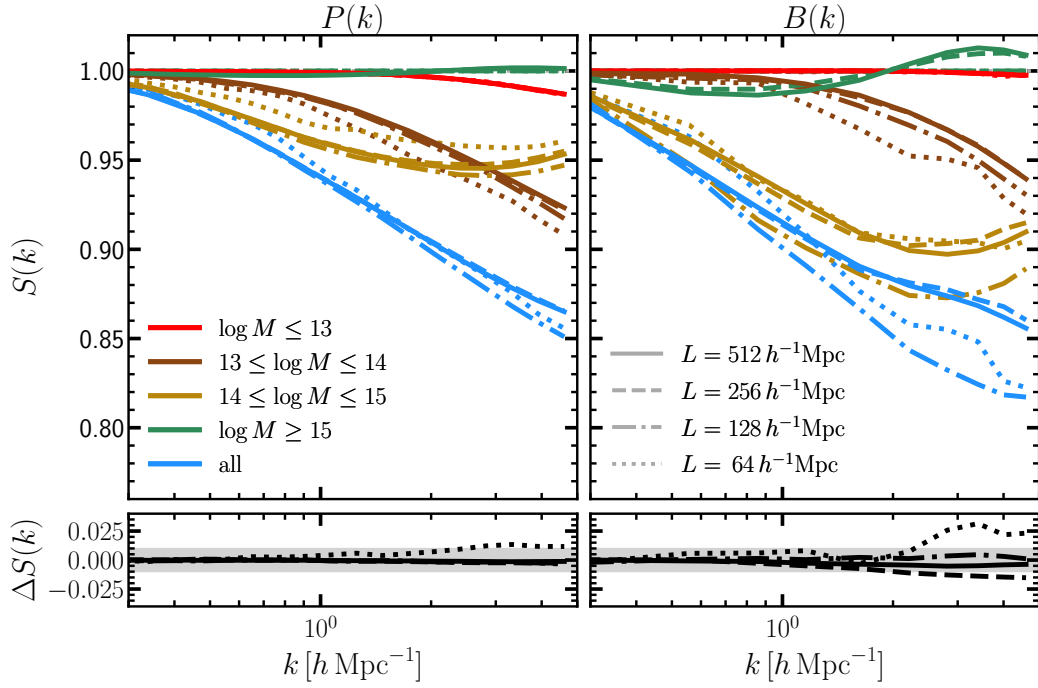 P(k) B(k)
1.00
0.95
0.90
0.85
0.80
S(k)
log M ≤ 13
13 ≤ log M ≤ 14
14 ≤ log M ≤ 15
log M ≥ 15
all
L = 512 h⁻¹Mpc
L = 256 h⁻¹Mpc
L = 128 h⁻¹Mpc
L = 64 h⁻¹Mpc
0.025
0.000
−0.025
ΔS(k)
10⁰ 10⁰
k [h Mpc⁻¹] k [h Mpc⁻¹]